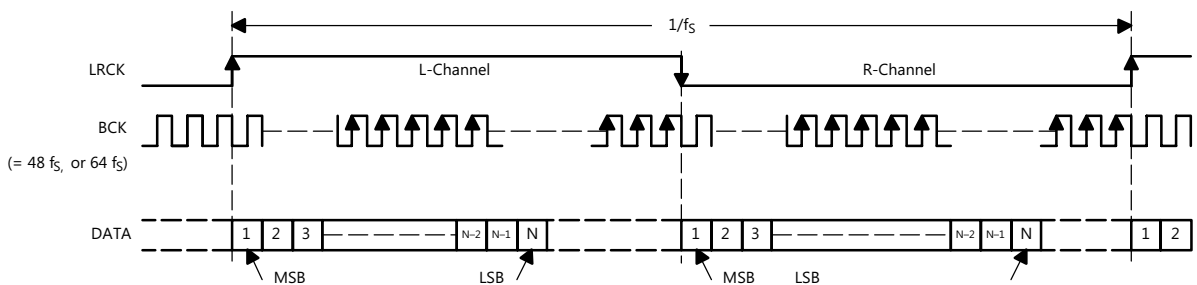 1/fS
LRCK
L-Channel
R-Channel
BCK
(= 48 fS, or 64 fS)
DATA
1 2 3 N–2 N–1 N 1 2 3 N–2 N–1 N 1 2
MSB LSB MSB LSB